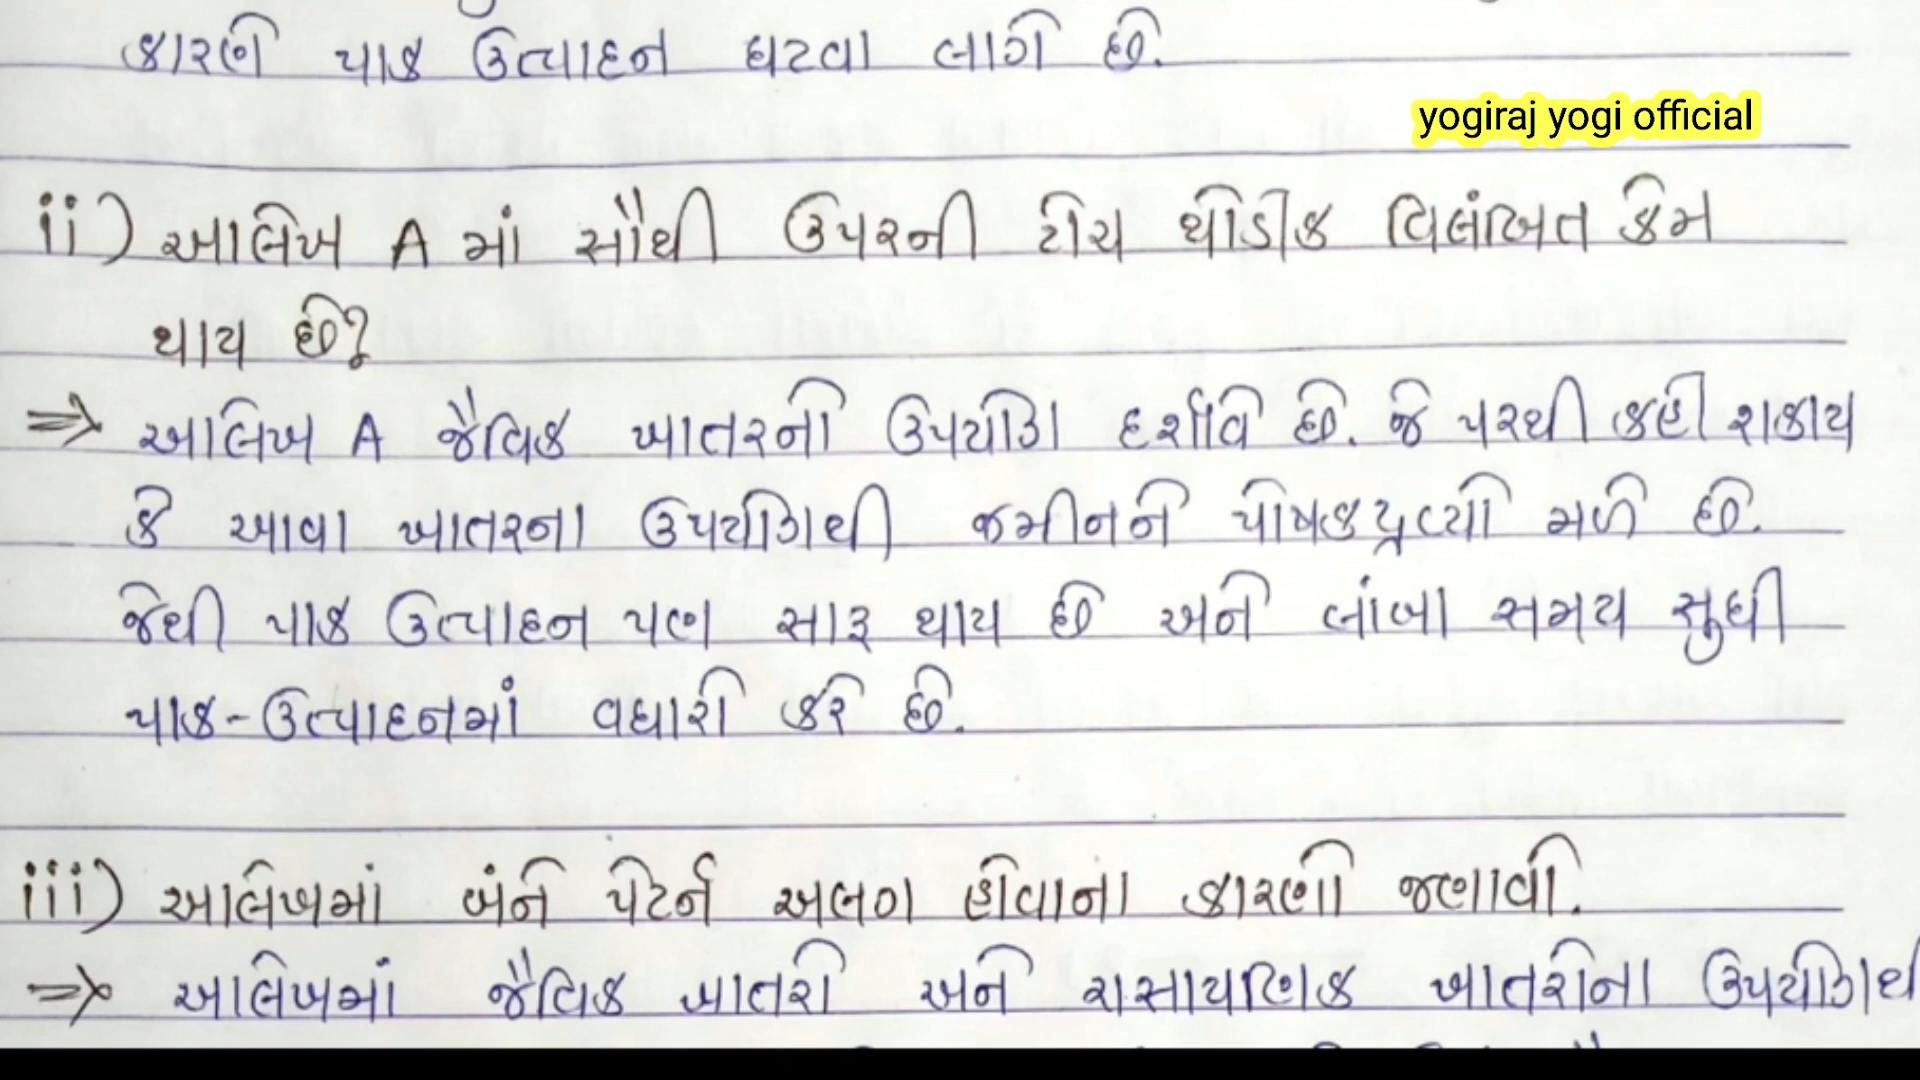 કારણે પાક ઉત્પાદન ઘટવા લાગે છે.
yogiraj yogi official
ii) આલેખ A માં સૌથી ઉપરની ટોચ થોડીક વિલંબિત કેમ
થાય છે?
⇒ આલેખ A જૈવિક ખાતરનો ઉપયોગ દર્શાવે છે. જે પરથી કહી શકાય
કે આવા ખાતરના ઉપયોગથી જમીનને પોષકદ્રવ્યો મળે છે.
જેથી પાક ઉત્પાદન પણ સારૂ થાય છે અને લાંબા સમય સુધી
પાક-ઉત્પાદનમાં વધારો કરે છે.
iii) આલેખમાં બંને પેટર્ન અલગ હોવાના કારણો જણાવો.
⇒ આલેખમાં જૈવિક ખાતરો અને રાસાયણિક ખાતરોના ઉપયોગથી